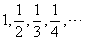 1, 1/2, 1/3, 1/4, ⋯